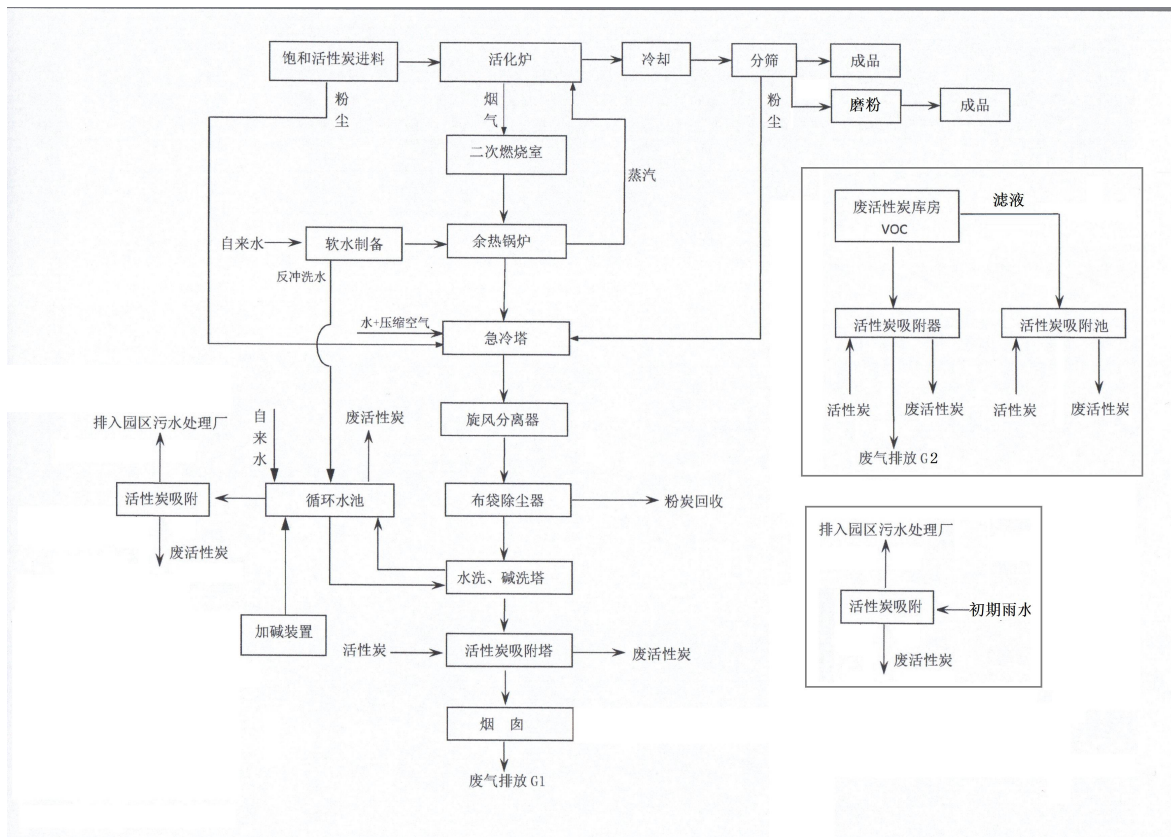 饱和活性炭进料
活化炉
冷却
分筛
成品
粉尘
烟气
粉尘
磨粉
成品
二次燃烧室
蒸汽
自来水
软水制备
余热锅炉
反冲洗水
水+压缩空气
急冷塔
废活性炭
旋风分离器
排入园区污水处理厂
自来水
活性炭吸附
循环水池
布袋除尘器
粉炭回收
废活性炭
水洗、碱洗塔
加碱装置
活性炭
活性炭吸附塔
废活性炭
烟 囱
废气排放G1
废活性炭库房
VOC
滤液
活性炭吸附器
活性炭吸附池
活性炭
废活性炭
活性炭
废活性炭
废气排放G2
排入园区污水处理厂
活性炭吸附
初期雨水
废活性炭